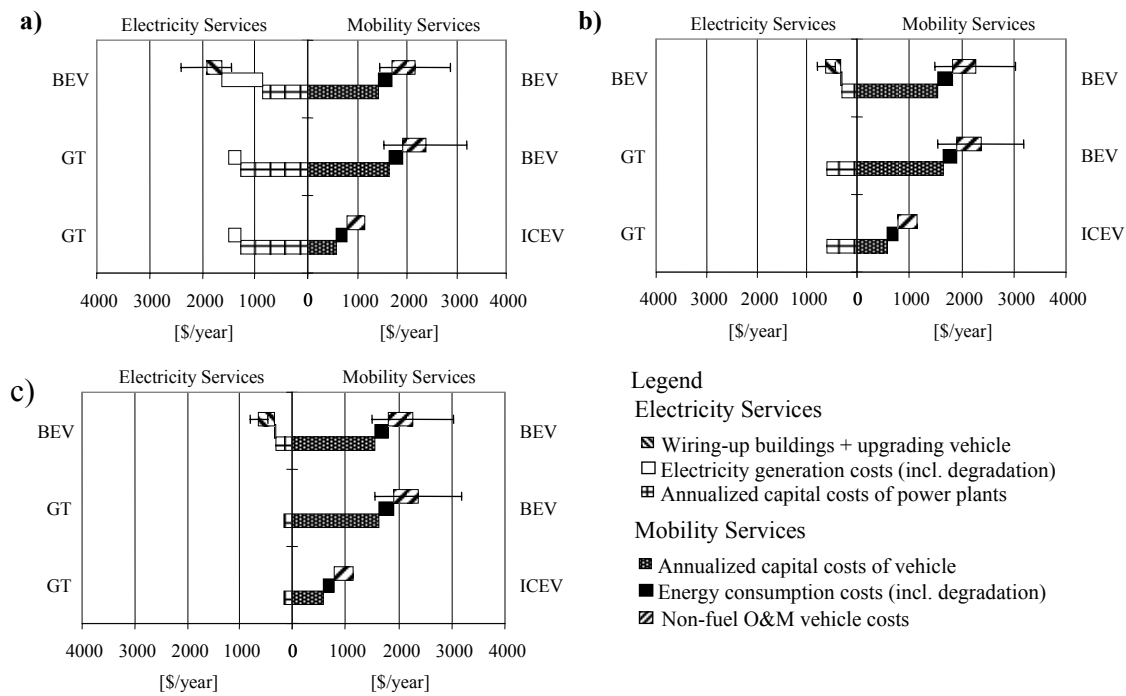 a)
Electricity Services Mobility Services
BEV BEV
GT BEV
GT ICEV
4000 3000 2000 1000 0 1000 2000 3000 4000
[$/year] [$/year]
b)
Electricity Services Mobility Services
BEV BEV
GT BEV
GT ICEV
4000 3000 2000 1000 0 1000 2000 3000 4000
[$/year] [$/year]
c)
Electricity Services Mobility Services
BEV BEV
GT BEV
GT ICEV
4000 3000 2000 1000 0 1000 2000 3000 4000
[$/year] [$/year]
Legend
Electricity Services
Wiring-up buildings + upgrading vehicle
Electricity generation costs (incl. degradation)
Annualized capital costs of power plants
Mobility Services
Annualized capital costs of vehicle
Energy consumption costs (incl. degradation)
Non-fuel O&M vehicle costs